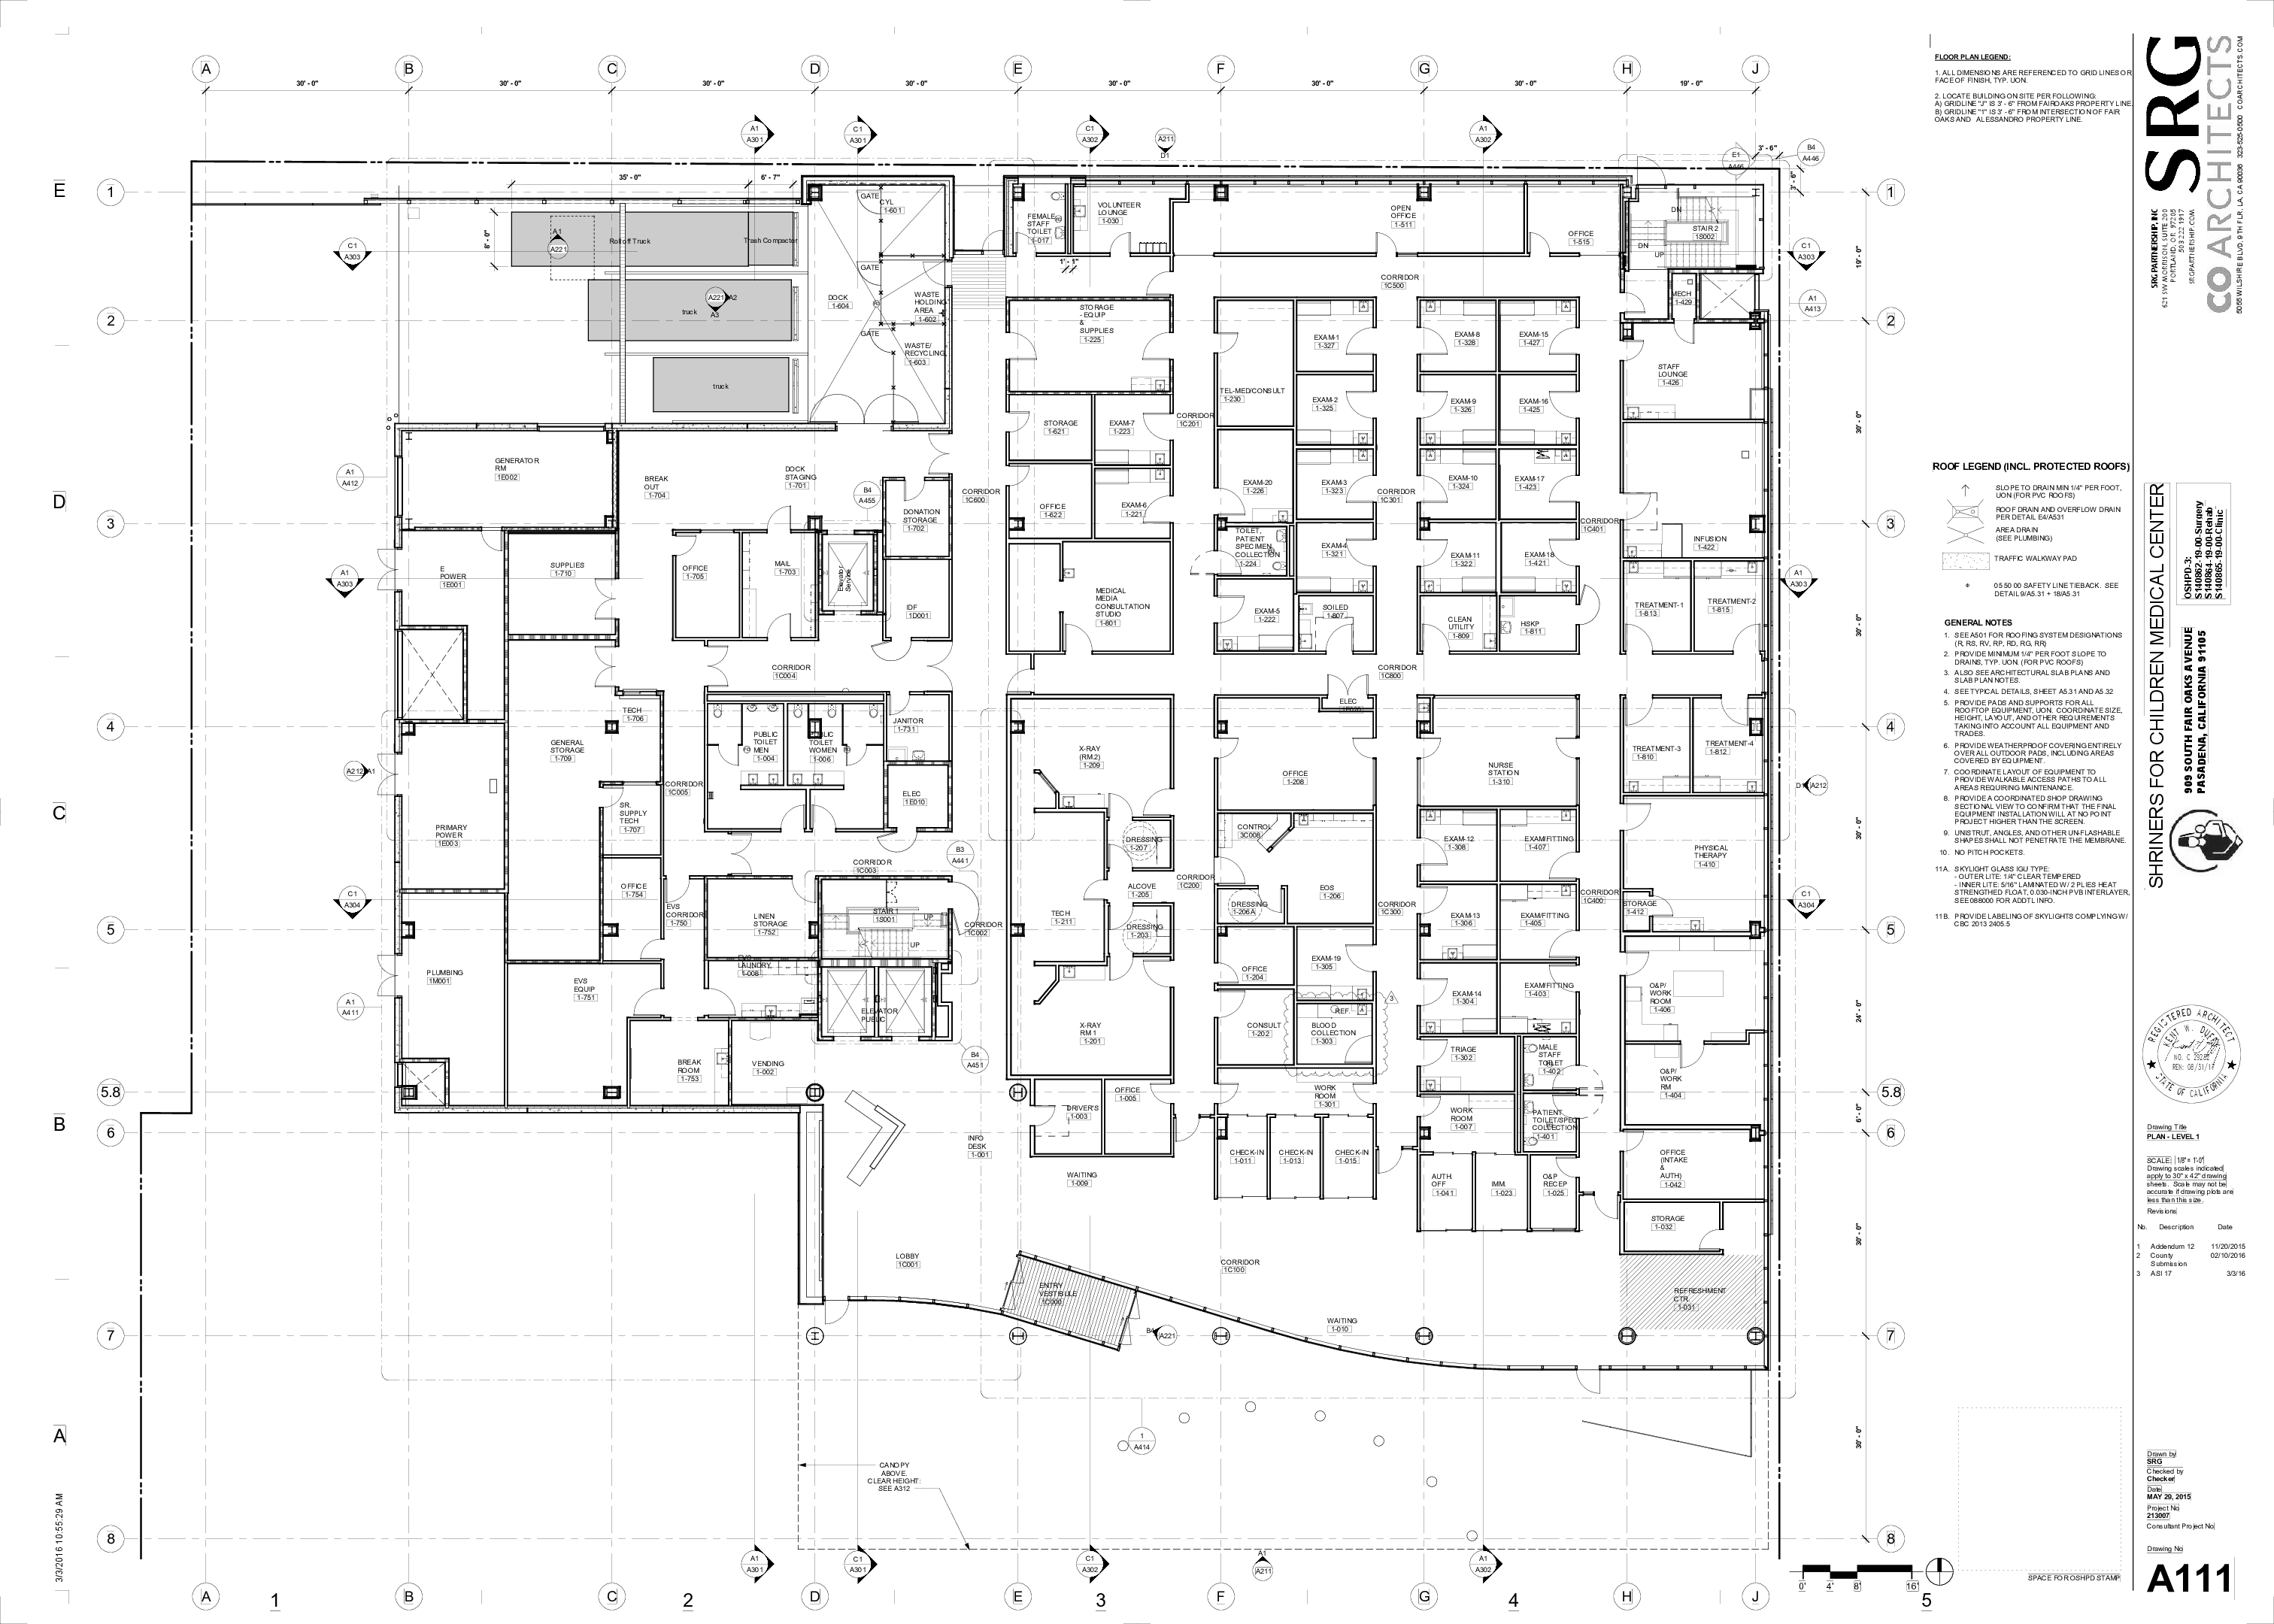 A
B
C
D
E
F
G
H
J
30' - 0"
30' - 0"
30' - 0"
30' - 0"
30' - 0"
30' - 0"
30' - 0"
19' - 0"
A1
A301
C1
A301
C1
A302
A211
D1
A1
A302
E1
A446
B4
A446
3' - 6"
35' - 0"
6' - 7"
8' - 0"
1' - 1"
E
D
C
B
A
1
2
3
4
5
5.8
6
7
8
C1
A303
A1
A412
A1
A303
A212
A1
C1
A304
A1
A411
Roll off Truck
Trash Compactor
truck
truck
A1
A221
A221
A2
A3
GATE
CYL
1-601
GATE
DOCK
1-604
WASTE
HOLDING
AREA
1-602
GATE
WASTE/
RECYCLING
1-603
FEMALE
STAFF
TOILET
1-017
VOLUNTEER
LOUNGE
1-030
OPEN
OFFICE
1-511
OFFICE
1-515
DN
STAIR 2
1S002
DN
UP
MECH
1-429
CORRIDOR
1C500
STORAGE
- EQUIP
&
SUPPLIES
1-225
TEL-MED/CONSULT
1-230
EXAM-1
1-327
EXAM-8
1-328
EXAM-15
1-427
STAFF
LOUNGE
1-426
EXAM-2
1-325
EXAM-9
1-326
EXAM-16
1-425
STORAGE
1-621
EXAM-7
1-223
CORRIDOR
1C201
GENERATOR
RM
1E002
BREAK
OUT
1-704
DOCK
STAGING
1-701
B4
A455
DONATION
STORAGE
1-702
CORRIDOR
1C600
OFFICE
1-622
EXAM-6
1-221
EXAM-20
1-226
EXAM-3
1-323
CORRIDOR
1C301
EXAM-10
1-324
EXAM-17
1-423
CORRIDOR
1C401
INFUSION
1-422
E
POWER
1E001
SUPPLIES
1-710
OFFICE
1-705
MAIL
1-703
Elevator
Service
IDF
1D001
MEDICAL
MEDIA
CONSULTATION
STUDIO
1-801
TOILET,
PATIENT
SPECIMEN
COLLECTION
1-224
EXAM-4
1-321
EXAM-11
1-322
EXAM-18
1-421
EXAM-5
1-222
SOILED
1-807
CLEAN
UTILITY
1-809
HSKP
1-811
TREATMENT-1
1-813
TREATMENT-2
1-815
CORRIDOR
1C004
CORRIDOR
1C800
TECH
1-706
GENERAL
STORAGE
1-709
PUBLIC
TOILET
MEN
1-004
TOILET
WOMEN
1-006
JANITOR
1-731
X-RAY
(RM.2)
1-209
ELEC
OFFICE
1-208
NURSE
STATION
1-310
TREATMENT-3
1-810
TREATMENT-4
1-812
CORRIDOR
1C005
ELEC
1E010
SR.
SUPPLY
TECH
1-707
PRIMARY
POWER
1E003
B3
A441
CORRIDOR
1C003
DRESSING
1-207
CONTROL
3C006
EXAM-12
1-308
EXAM/FITTING
1-407
PHYSICAL
THERAPY
1-410
OFFICE
1-754
EVS
CORRIDOR
1-750
LINEN
STORAGE
1-752
STAIR 1
1S001
UP
UP
CORRIDOR
1C002
TECH
1-211
ALCOVE
1-205
CORRIDOR
1C200
DRESSING
1-206A
EOS
1-206
CORRIDOR
1C300
EXAM-13
1-306
EXAM/FITTING
1-405
CORRIDOR
1C400
STORAGE
1-412
DRESSING
1-203
PLUMBING
1M001
EVS
EQUIP
1-751
EVS
LAUNDRY
1-008
ELEVATOR
PUBLIC
OFFICE
1-204
EXAM-19
1-305
EXAM-14
1-304
EXAM/FITTING
1-403
O&P/
WORK
ROOM
1-406
3
X-RAY
RM 1
1-201
CONSULT
1-202
REF.
BLOOD
COLLECTION
1-303
BREAK
ROOM
1-753
VENDING
1-002
B4
A451
TRIAGE
1-302
MALE
STAFF
TOILET
1-402
O&P/
WORK
RM
1-404
DRIVER'S
1-003
OFFICE
1-005
WORK
ROOM
1-301
WORK
ROOM
1-007
PATIENT
TOILET/SPEC
COLLECTION
1-401
INFO
DESK
1-001
WAITING
1-009
CHECK-IN
1-011
CHECK-IN
1-013
CHECK-IN
1-015
AUTH.
OFF
1-041
IMM.
1-023
O&P
RECEP
1-025
OFFICE
(INTAKE
&
AUTH)
1-042
STORAGE
1-032
LOBBY
1C001
ENTRY
VESTIBULE
1C000
CORRIDOR
1C100
REFRESHMENT
CTR.
1-031
WAITING
1-010
B4
A221
1
A414
CANOPY
ABOVE.
CLEAR HEIGHT:
SEE A312
A1
A301
C1
A301
C1
A302
A1
A211
A1
A302
A
B
C
D
E
F
G
H
J
1
2
3
4
5
3/3/2016 10:55:29 AM
3' - 6"
1
2
3
4
5
5.8
6
7
8
19' - 0"
30' - 0"
30' - 0"
30' - 0"
24' - 0"
6' - 0"
30' - 0"
30' - 0"
C1
A303
A1
A413
A1
A303
D1
A212
C1
A304
0'
4'
8'
16'
FLOOR PLAN LEGEND:
1. ALL DIMENSIONS ARE REFERENCED TO GRID LINES OR
FACE OF FINISH, TYP. UON.
2. LOCATE BUILDING ON SITE PER FOLLOWING:
A) GRIDLINE "J" IS 3' - 6" FROM FAIROAKS PROPERTY LINE.
B) GRIDLINE "1" IS 3' - 6" FROM INTERSECTION OF FAIR
OAKS AND ALESSANDRO PROPERTY LINE.
ROOF LEGEND (INCL. PROTECTED ROOFS)
SLOPE TO DRAIN MIN 1/4" PER FOOT,
UON (FOR PVC ROOFS)
ROOF DRAIN AND OVERFLOW DRAIN
PER DETAIL E4/A531
AREA DRAIN
(SEE PLUMBING)
TRAFFIC WALKWAY PAD
05 50 00 SAFETY LINE TIEBACK. SEE
DETAIL 9/A5.31 + 18/A5.31
GENERAL NOTES
1. SEE A501 FOR ROOFING SYSTEM DESIGNATIONS
(R, RS, RV, RP, RD, RG, RR)
2. PROVIDE MINIMUM 1/4" PER FOOT SLOPE TO
DRAINS, TYP. UON. (FOR PVC ROOFS)
3. ALSO SEE ARCHITECTURAL SLAB PLANS AND
SLAB PLAN NOTES.
4. SEE TYPICAL DETAILS, SHEET A5.31 AND A5.32
5. PROVIDE PADS AND SUPPORTS FOR ALL
ROOFTOP EQUIPMENT, UON. COORDINATE SIZE,
HEIGHT, LAYOUT, AND OTHER REQUIREMENTS
TAKING INTO ACCOUNT ALL EQUIPMENT AND
TRADES.
6. PROVIDE WEATHERPROOF COVERING ENTIRELY
OVER ALL OUTDOOR PADS, INCLUDING AREAS
COVERED BY EQUIPMENT.
7. COORDINATE LAYOUT OF EQUIPMENT TO
PROVIDE WALKABLE ACCESS PATHS TO ALL
AREAS REQUIRING MAINTENANCE.
8. PROVIDE A COORDINATED SHOP DRAWING
SECTIONAL VIEW TO CONFIRM THAT THE FINAL
EQUIPMENT INSTALLATION WILL AT NO POINT
PROJECT HIGHER THAN THE SCREEN.
9. UNISTRUT, ANGLES, AND OTHER UN-FLASHABLE
SHAPES SHALL NOT PENETRATE THE MEMBRANE.
10. NO PITCH POCKETS.
11A. SKYLIGHT GLASS IGU TYPE:
- OUTER LITE: 1/4" CLEAR TEMPERED
- INNER LITE: 5/16" LAMINATED W/ 2 PLIES HEAT
STRENGTHED FLOAT, 0.030-INCH PVB INTERLAYER,
SEE 088000 FOR ADDTL INFO.
11B. PROVIDE LABELING OF SKYLIGHTS COMPLYING W/
CBC 2013 2405.5
SRG
CO ARCHITECTS
SRG PARTNERSHIP, INC
621 SW MORRISON, SUITE 200
PORTLAND, OR 97205
503 222 1917
SRGPARTNERSHIP.COM
5055 WILSHIRE BLVD, 9TH FLR, LA, CA 90036 323-525-0500 COARCHITECTS.COM
SHRINERS FOR CHILDREN MEDICAL CENTER
OSHPD-3:
S140862-19-00-Surgery
S140864-19-00-Rehab
S140865-19-00-Clinic
909 SOUTH FAIR OAKS AVENUE
PASADENA, CALIFORNIA 91105
REGISTERED ARCHITECT
NO. C 29282
REN: 08/31/17
STATE OF CALIFORNIA
Drawing Title
PLAN - LEVEL 1
SCALE: 1/8" = 1'-0"
Drawing scales indicated
apply to 30" x 42" drawing
sheets. Scale may not be
accurate if drawing plots are
less than this size.
Revisions
No. Description Date
1 Addendum 12 11/20/2015
2 County 02/10/2016
Submission
3 ASI 17 3/3/16
Drawn by
SRG
Checked by
Checker
Date
MAY 29, 2015
Project No
213007
Consultant Project No
Drawing No
A111
SPACE FOR OSHPD STAMP